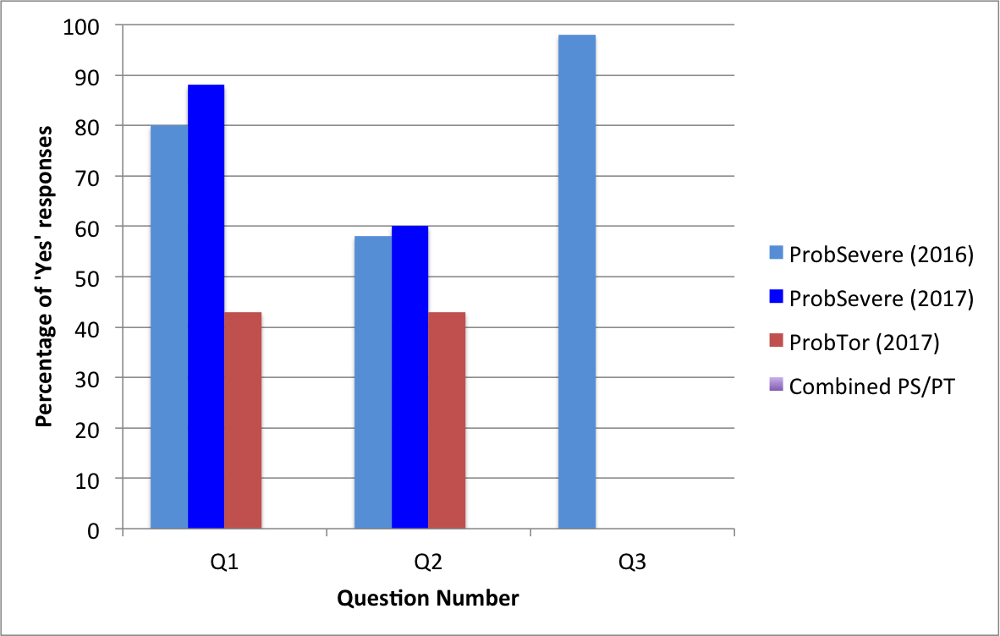 100
90
80
70
60
50
40
30
20
10
0
Percentage of 'Yes' responses
Q1 Q2 Q3
Question Number
ProbSevere (2016)
ProbSevere (2017)
ProbTor (2017)
Combined PS/PT